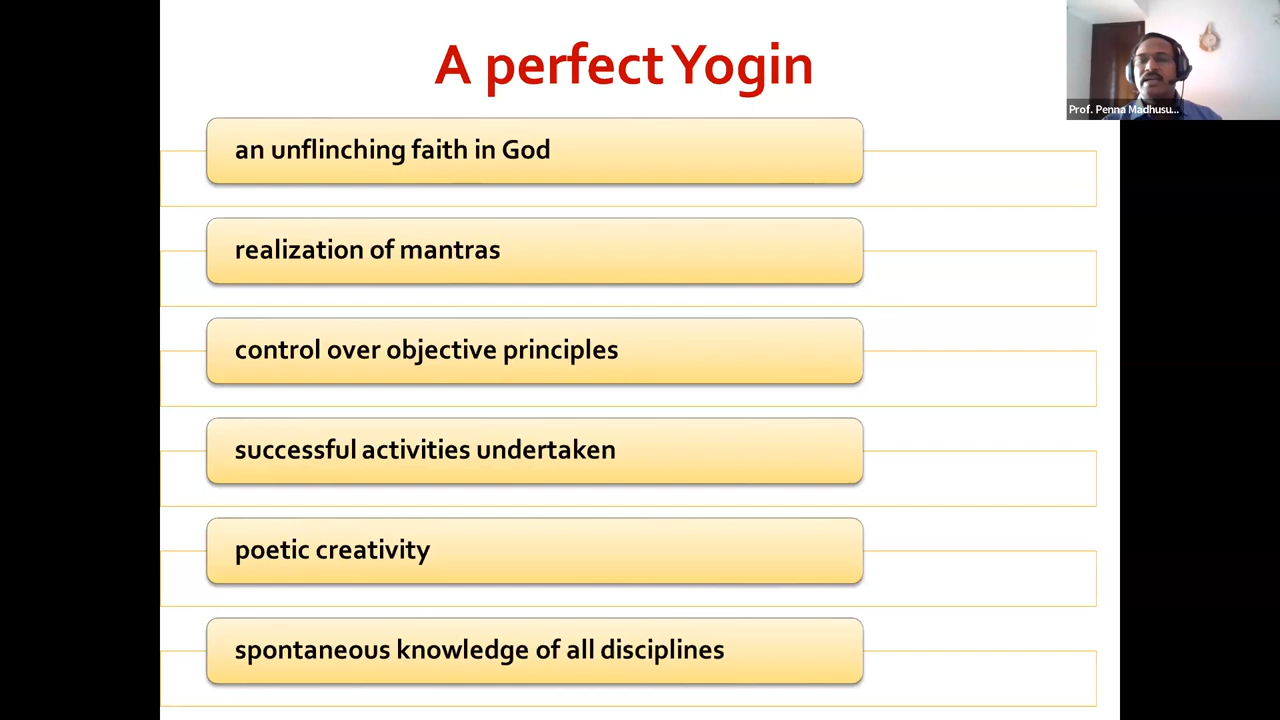 A perfect Yogin
Prof. Penna Madhusu...
an unflinching faith in God
realization of mantras
control over objective principles
successful activities undertaken
poetic creativity
spontaneous knowledge of all disciplines